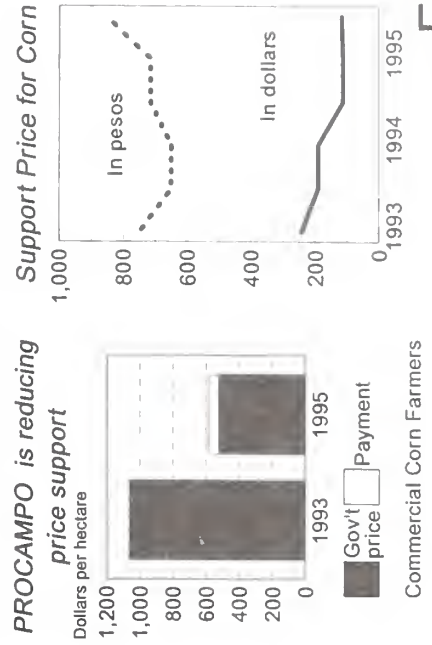 PROCAMPO is reducing
price support
Dollars per hectare
1,200
1,000
800
600
400
200
0
1993
1995
Gov't
price
Payment
Commercial Corn Farmers
Support Price for Corn
1,000
800
600
400
200
0
In pesos
In dollars
1993
1994
1995